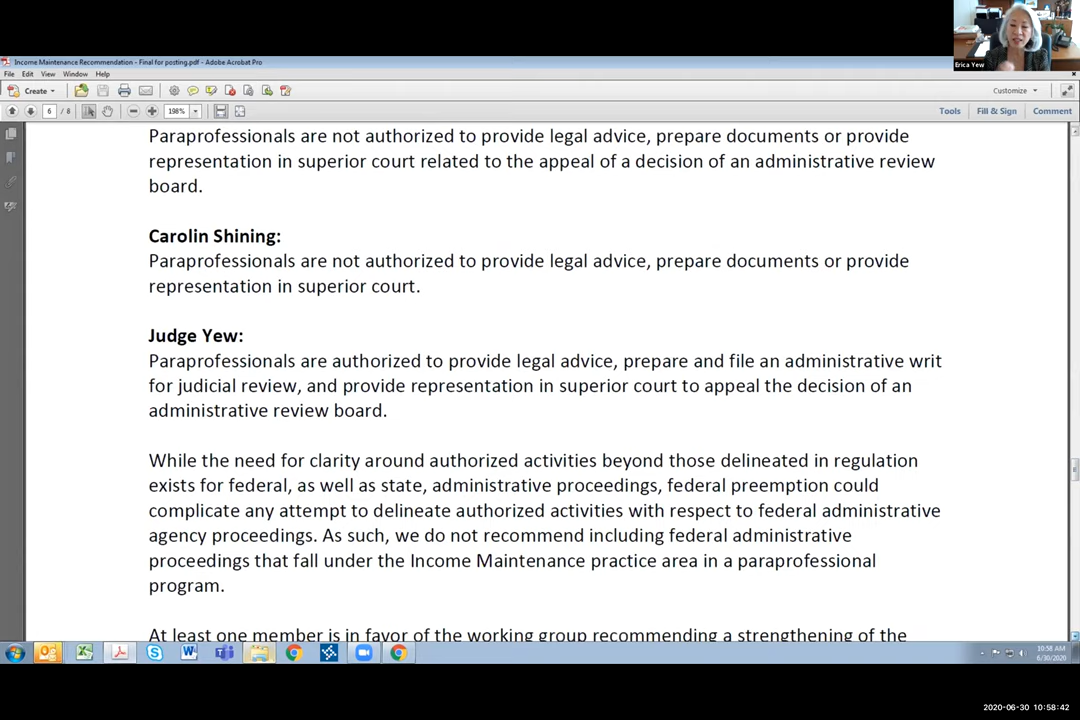 Erica Yew
Income Maintenance Recommendation - Final for posting.pdf - Adobe Acrobat Pro
File Edit View Window Help
Create
Customize
6 / 8
198%
Tools Fill & Sign Comment
Paraprofessionals are not authorized to provide legal advice, prepare documents or provide
representation in superior court related to the appeal of a decision of an administrative review
board.
Carolin Shining:
Paraprofessionals are not authorized to provide legal advice, prepare documents or provide
representation in superior court.
Judge Yew:
Paraprofessionals are authorized to provide legal advice, prepare and file an administrative writ
for judicial review, and provide representation in superior court to appeal the decision of an
administrative review board.
While the need for clarity around authorized activities beyond those delineated in regulation
exists for federal, as well as state, administrative proceedings, federal preemption could
complicate any attempt to delineate authorized activities with respect to federal administrative
agency proceedings. As such, we do not recommend including federal administrative
proceedings that fall under the Income Maintenance practice area in a paraprofessional
program.
At least one member is in favor of the working group recommending a strengthening of the
10:58 AM
6/30/2020
2020-06-30 10:58:42